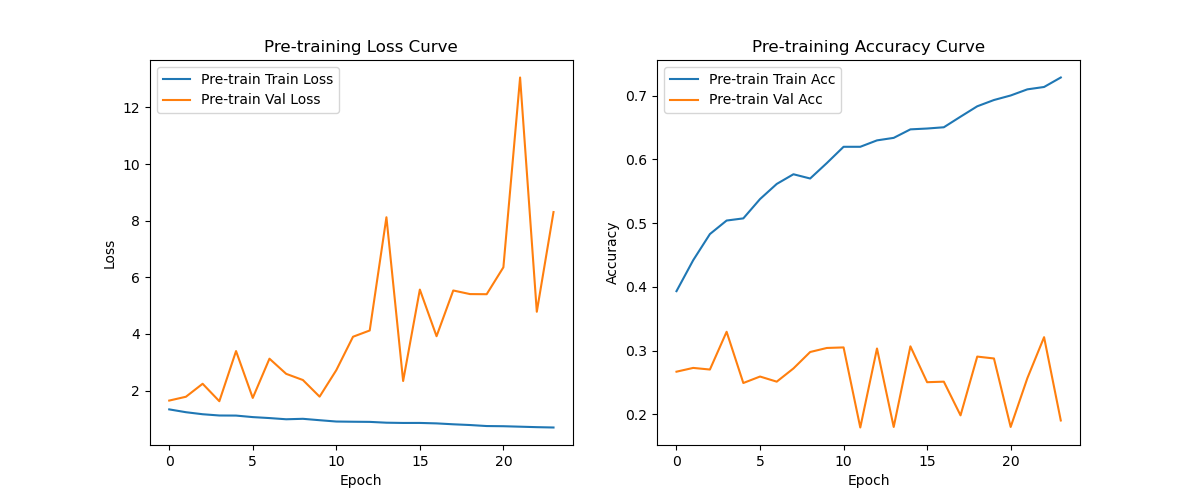 Pre-training Loss Curve
Pre-train Train Loss
Pre-train Val Loss
Loss
12
10
8
6
4
2
0 5 10 15 20
Epoch
Pre-training Accuracy Curve
Pre-train Train Acc
Pre-train Val Acc
Accuracy
0.7
0.6
0.5
0.4
0.3
0.2
0 5 10 15 20
Epoch